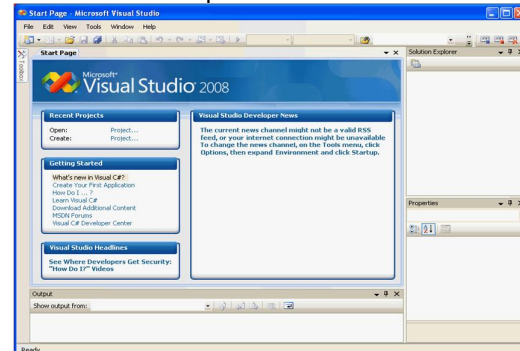 Start Page - Microsoft Visual Studio
File Edit View Tools Window Help
Toolbox
Start Page
Solution Explorer
Microsoft®
Visual Studio® 2008
Recent Projects
Open: Project...
Create: Project...
Getting Started
What's new in Visual C#?
Create Your First Application
How Do I ... ?
Learn Visual C#
Download Additional Content
MSDN Forums
Visual C# Developer Center
Visual Studio Headlines
See Where Developers Get Security:
"How Do I?" Videos
Visual Studio Developer News
The current news channel might not be a valid RSS
feed, or your internet connection might be unavailable
To change the news channel, on the Tools menu, click
Options, then expand Environment and click Startup.
Properties
Output
Show output from:
Ready